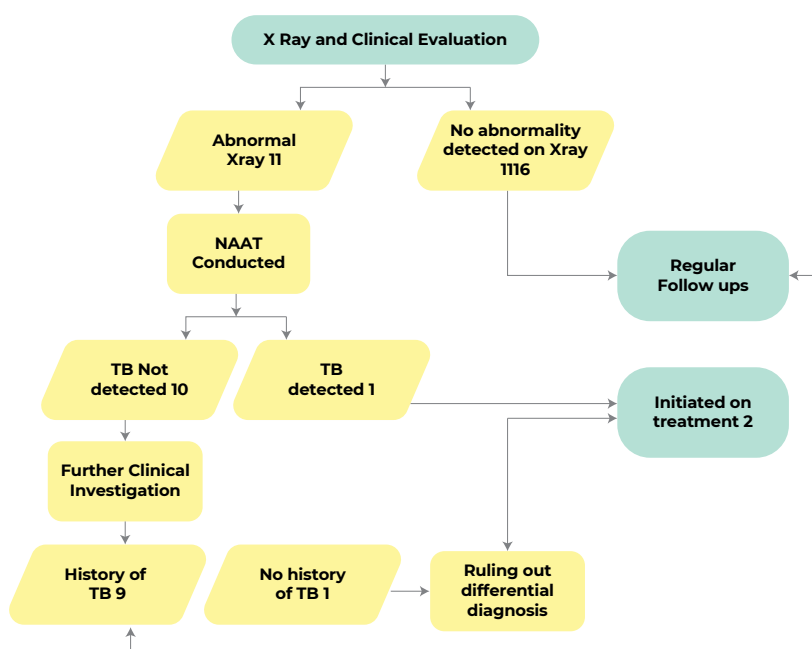 X Ray and Clinical Evaluation
Abnormal
Xray 11
No abnormality
detected on Xray
1116
NAAT
Conducted
Regular
Follow ups
TB Not
detected 10
TB
detected 1
Initiated on
treatment 2
Further Clinical
Investigation
History of
TB 9
No history
of TB 1
Ruling out
differential
diagnosis